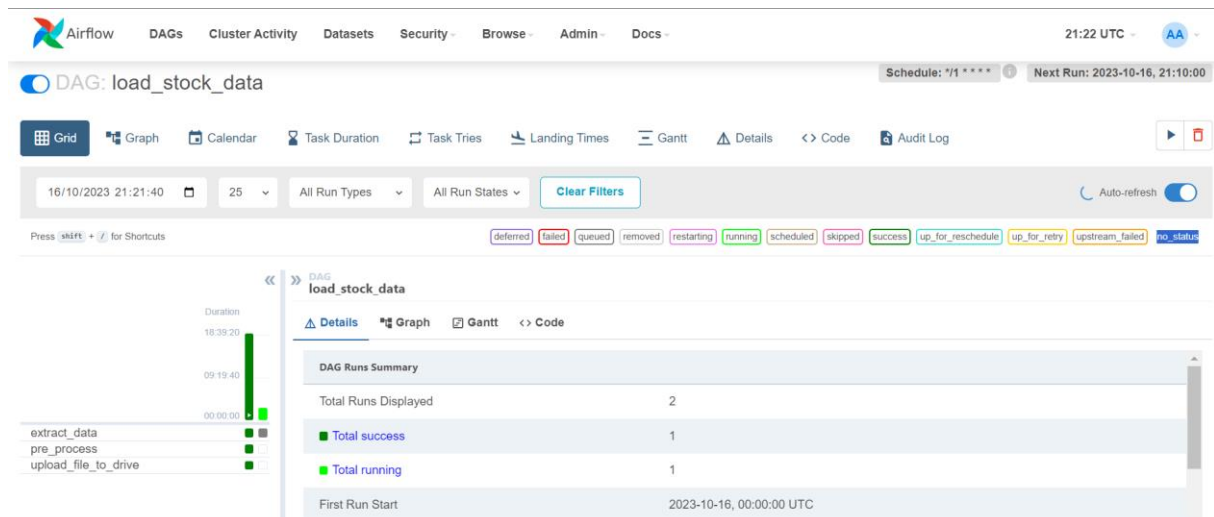 Airflow DAGs Cluster Activity Datasets Security Browse Admin Docs 21:22 UTC AA
DAG: load_stock_data Schedule: */1 * * * * Next Run: 2023-10-16, 21:10:00
Grid Graph Calendar Task Duration Task Tries Landing Times Gantt Details <> Code Audit Log
16/10/2023 21:21:40 25 All Run Types All Run States Clear Filters Auto-refresh
Press shift + / for Shortcuts deferred failed queued removed restarting running scheduled skipped success up_for_reschedule up_for_retry upstream_failed no_status
DAG
load_stock_data
Duration
Details Graph Gantt <> Code
18:39:20
DAG Runs Summary
09:19:40
Total Runs Displayed 2
00:00:00
extract_data
Total success 1
pre_process
upload_file_to_drive
Total running 1
First Run Start 2023-10-16, 00:00:00 UTC